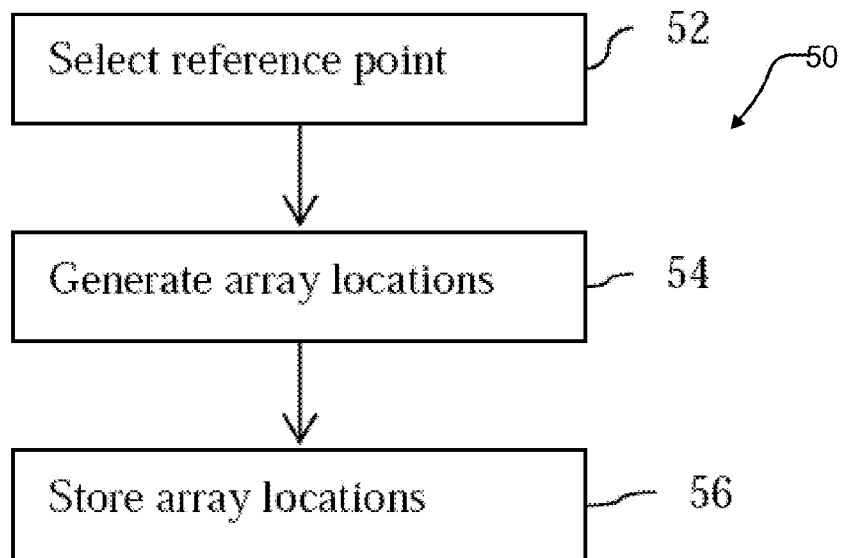 Select reference point
52
50
Generate array locations
54
Store array locations
56